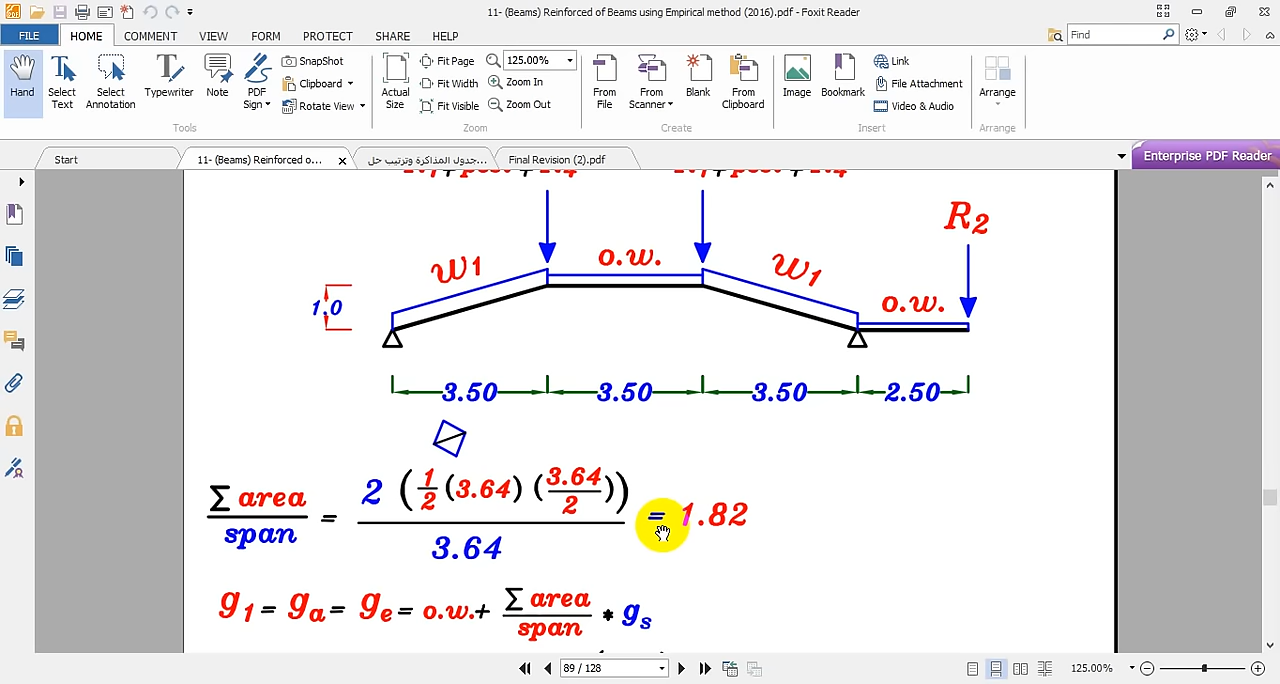 11- (Beams) Reinforced of Beams using Empirical method (2016).pdf - Foxit Reader
FILE HOME COMMENT VIEW FORM PROTECT SHARE HELP Find
Hand Select Text Select Annotation SnapShot Clipboard Rotate View Typewriter Note PDF Sign
Tools
Actual Size Fit Page Fit Width Fit Visible 125.00% Zoom In Zoom Out
Zoom
From File From Scanner Blank From Clipboard
Create
Image Bookmark Link File Attachment Video & Audio
Insert
Arrange
Arrange
Start 11- (Beams) Reinforced o... جدول المذاكرة وترتيب حل... Final Revision (2).pdf Enterprise PDF Reader
R2
w1 o.w. w1 o.w.
1.0
3.50 3.50 3.50 2.50
∑ area / span = 2 (1/2 (3.64) (3.64/2)) / 3.64 = 1.82
g1 = ga = ge = o.w.+ ∑ area / span * gs
89 / 128 125.00%